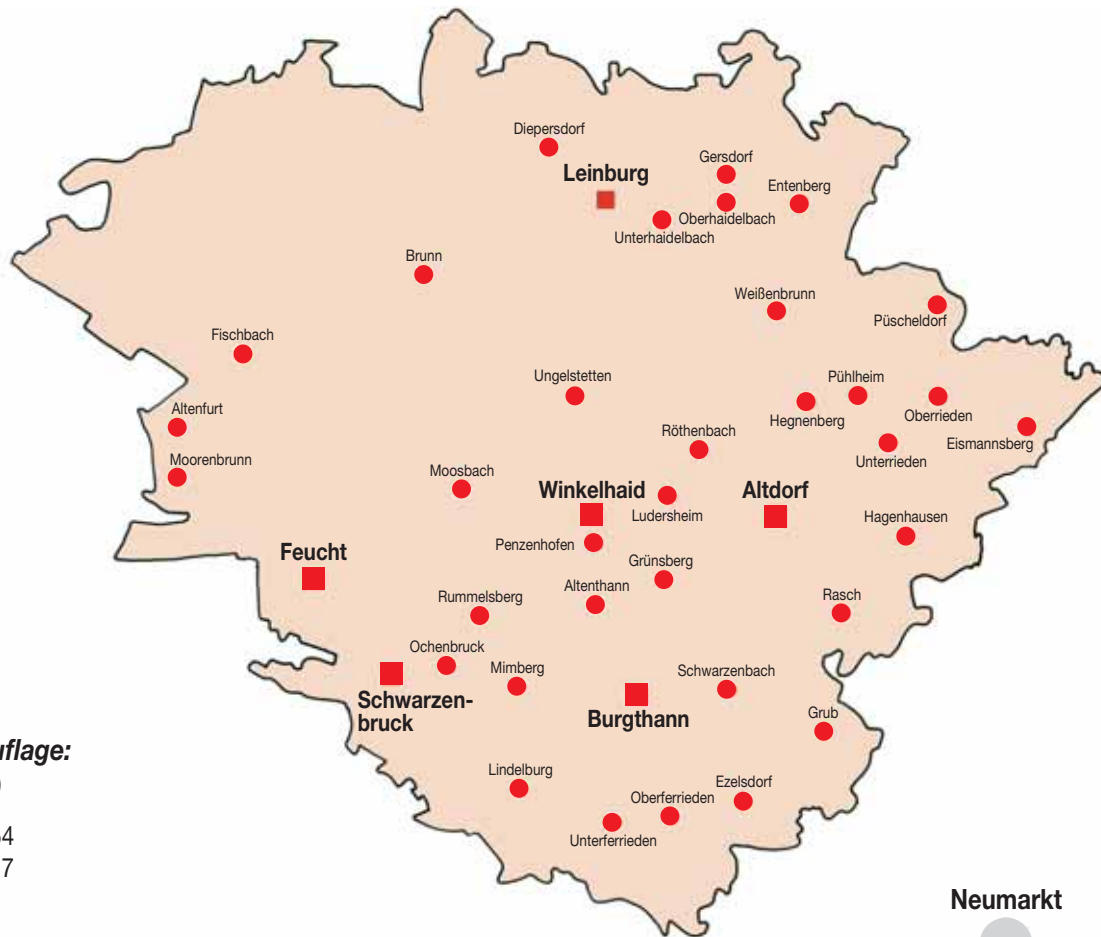 Diepersdorf
Gersdorf
Leinburg
Entenberg
Oberhaidelbach
Unterhaidelbach
Brunn
Weißenbrunn
Püscheldorf
Fischbach
Ungelstetten
Pühlheim
Altenfurt
Hegnenberg
Oberrieden
Röthenbach
Eismannsberg
Unterrieden
Moorenbrunn
Moosbach
Winkelhaid
Altdorf
Ludersheim
Hagenhausen
Penzenhofen
Feucht
Grünsberg
Altenthann
Rummelsberg
Rasch
Ochenbruck
Mimberg
Schwarzenbach
Schwarzen-
bruck
Burgthann
Grub
uflage:
Lindelburg
Ezelsdorf
Oberferrieden
Unterferrieden
4
7
Neumarkt